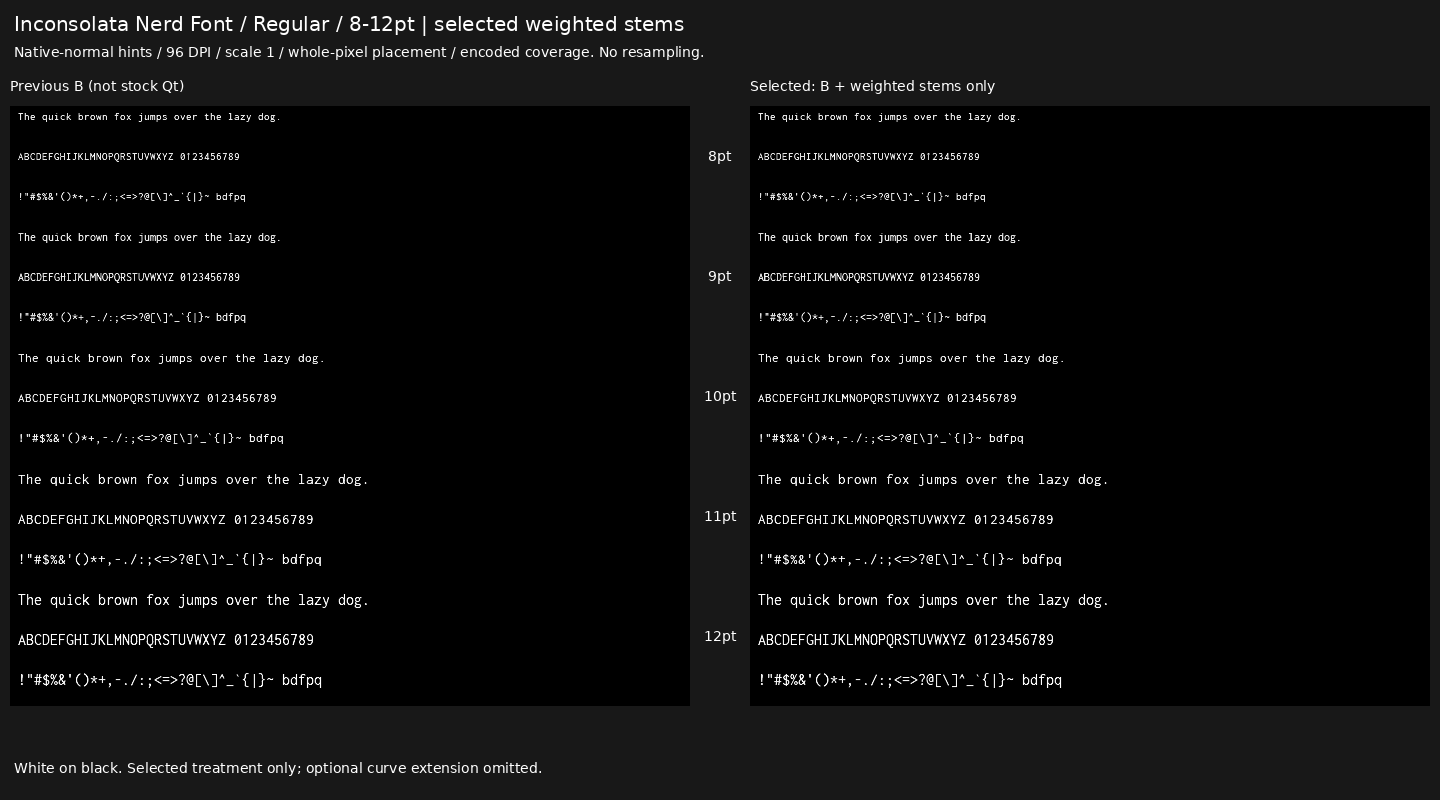 Inconsolata Nerd Font / Regular / 8-12pt | selected weighted stems
Native-normal hints / 96 DPI / scale 1 / whole-pixel placement / encoded coverage. No resampling.
Previous B (not stock Qt)
Selected: B + weighted stems only
The quick brown fox jumps over the lazy dog.
The quick brown fox jumps over the lazy dog.
ABCDEFGHIJKLMNOPQRSTUVWXYZ 0123456789
8pt
ABCDEFGHIJKLMNOPQRSTUVWXYZ 0123456789
!"#$%&'()*+,-./:;<=>?@[\]^_`{|}~ bdfpq
!"#$%&'()*+,-./:;<=>?@[\]^_`{|}~ bdfpq
The quick brown fox jumps over the lazy dog.
The quick brown fox jumps over the lazy dog.
ABCDEFGHIJKLMNOPQRSTUVWXYZ 0123456789
9pt
ABCDEFGHIJKLMNOPQRSTUVWXYZ 0123456789
!"#$%&'()*+,-./:;<=>?@[\]^_`{|}~ bdfpq
!"#$%&'()*+,-./:;<=>?@[\]^_`{|}~ bdfpq
The quick brown fox jumps over the lazy dog.
The quick brown fox jumps over the lazy dog.
ABCDEFGHIJKLMNOPQRSTUVWXYZ 0123456789
10pt
ABCDEFGHIJKLMNOPQRSTUVWXYZ 0123456789
!"#$%&'()*+,-./:;<=>?@[\]^_`{|}~ bdfpq
!"#$%&'()*+,-./:;<=>?@[\]^_`{|}~ bdfpq
The quick brown fox jumps over the lazy dog.
The quick brown fox jumps over the lazy dog.
ABCDEFGHIJKLMNOPQRSTUVWXYZ 0123456789
11pt
ABCDEFGHIJKLMNOPQRSTUVWXYZ 0123456789
!"#$%&'()*+,-./:;<=>?@[\]^_`{|}~ bdfpq
!"#$%&'()*+,-./:;<=>?@[\]^_`{|}~ bdfpq
The quick brown fox jumps over the lazy dog.
The quick brown fox jumps over the lazy dog.
ABCDEFGHIJKLMNOPQRSTUVWXYZ 0123456789
12pt
ABCDEFGHIJKLMNOPQRSTUVWXYZ 0123456789
!"#$%&'()*+,-./:;<=>?@[\]^_`{|}~ bdfpq
!"#$%&'()*+,-./:;<=>?@[\]^_`{|}~ bdfpq
White on black. Selected treatment only; optional curve extension omitted.